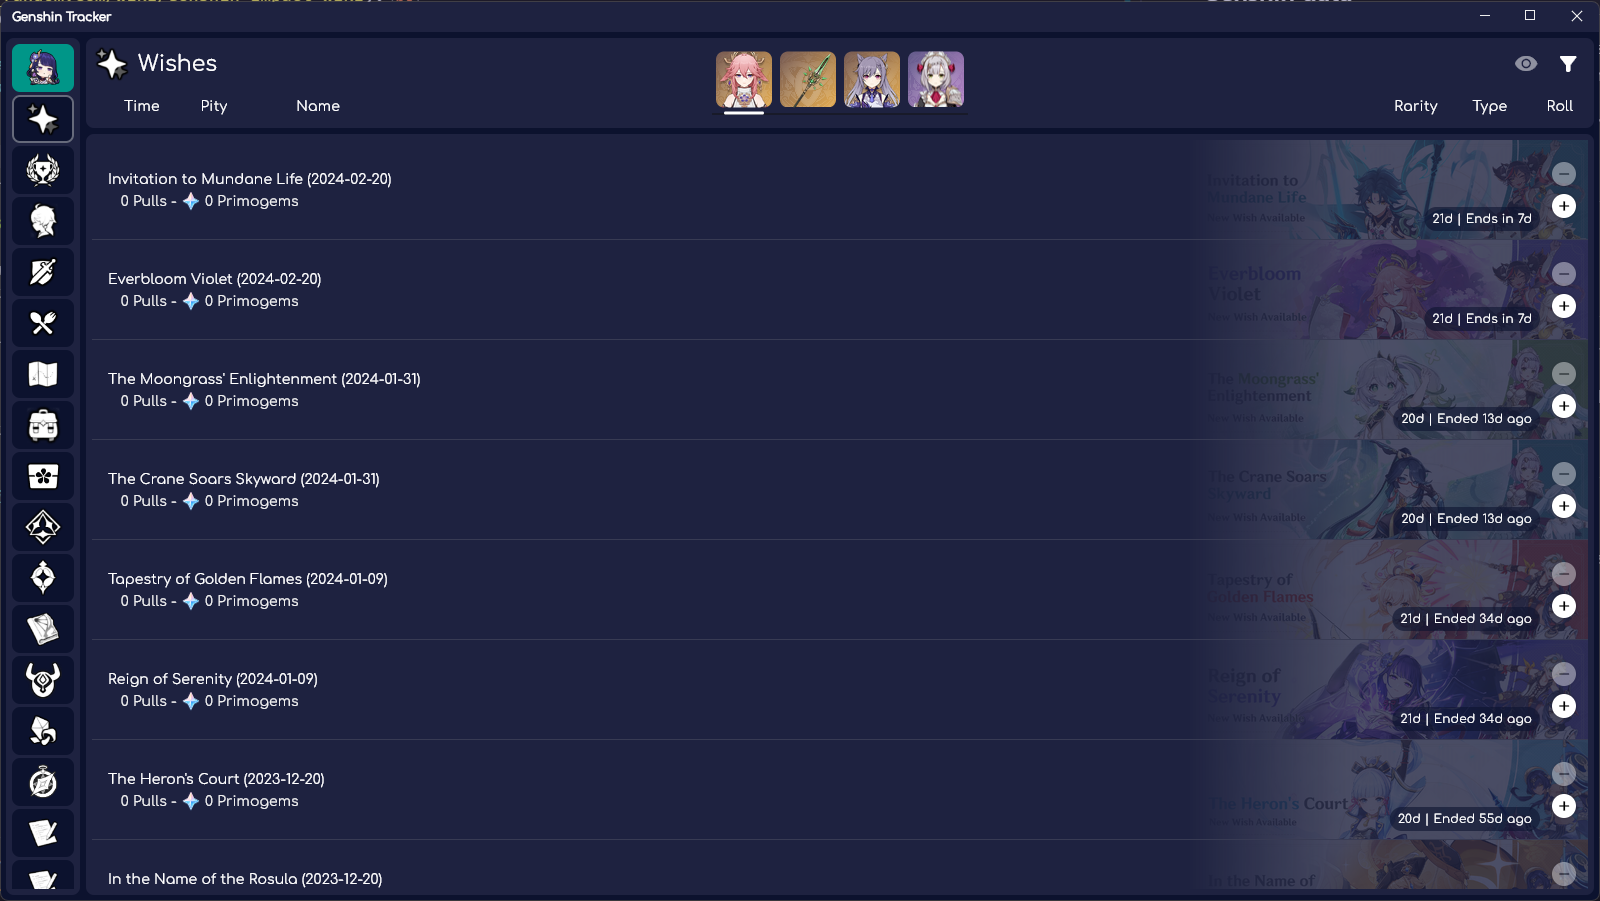 Genshin Tracker
Wishes
Time Pity Name Rarity Type Roll
Invitation to Mundane Life (2024-02-20)
0 Pulls - 0 Primogems
Invitation to
Mundane Life
New Wish Available
21d | Ends in 7d
Everbloom Violet (2024-02-20)
0 Pulls - 0 Primogems
Everbloom
Violet
New Wish Available
21d | Ends in 7d
The Moongrass' Enlightenment (2024-01-31)
0 Pulls - 0 Primogems
The Moongrass'
Enlightenment
New Wish Available
20d | Ended 13d ago
The Crane Soars Skyward (2024-01-31)
0 Pulls - 0 Primogems
The Crane Soars
Skyward
New Wish Available
20d | Ended 13d ago
Tapestry of Golden Flames (2024-01-09)
0 Pulls - 0 Primogems
Tapestry of
Golden Flames
New Wish Available
21d | Ended 34d ago
Reign of Serenity (2024-01-09)
0 Pulls - 0 Primogems
Reign of
Serenity
New Wish Available
21d | Ended 34d ago
The Heron's Court (2023-12-20)
0 Pulls - 0 Primogems
The Heron's Court
New Wish Available
20d | Ended 55d ago
In the Name of the Rosula (2023-12-20)
In the Name of